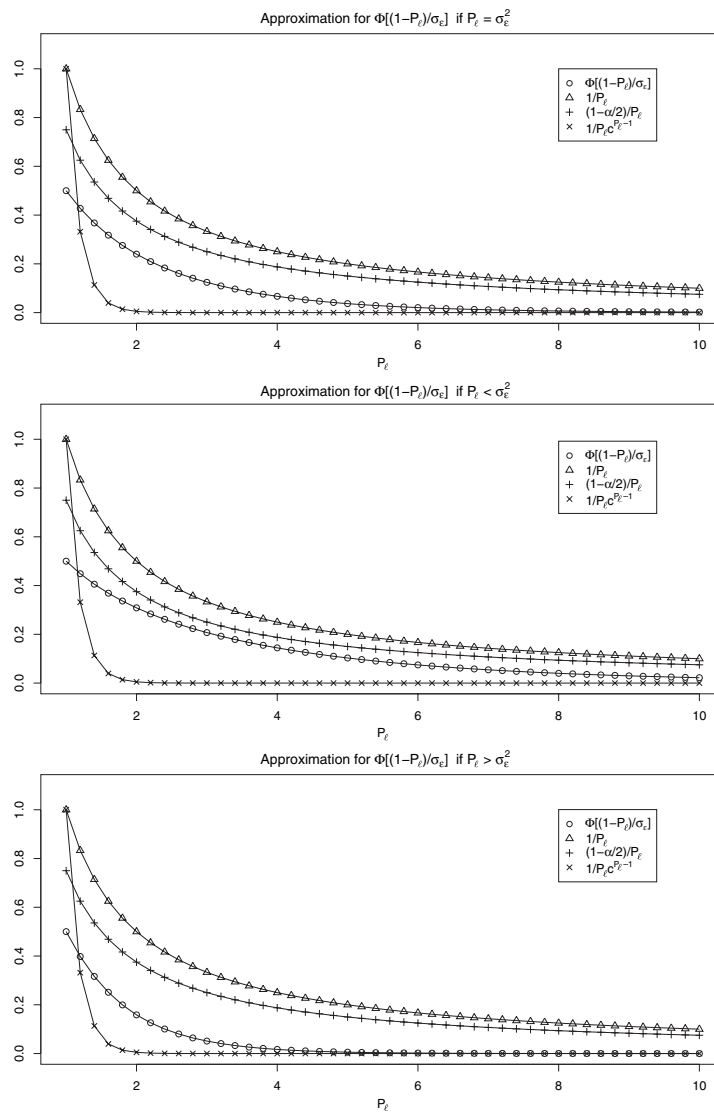 Approximation for Φ[(1−Pℓ)/σε] if Pℓ = σε²
1.0
0.8
0.6
0.4
0.2
0.0
Φ[(1−Pℓ)/σε]
1/Pℓ
(1−α/2)/Pℓ
1/Pℓc^Pℓ−1
2 4 6 8 10
Pℓ
Approximation for Φ[(1−Pℓ)/σε] if Pℓ < σε²
1.0
0.8
0.6
0.4
0.2
0.0
Φ[(1−Pℓ)/σε]
1/Pℓ
(1−α/2)/Pℓ
1/Pℓc^Pℓ−1
2 4 6 8 10
Pℓ
Approximation for Φ[(1−Pℓ)/σε] if Pℓ > σε²
1.0
0.8
0.6
0.4
0.2
0.0
Φ[(1−Pℓ)/σε]
1/Pℓ
(1−α/2)/Pℓ
1/Pℓc^Pℓ−1
2 4 6 8 10
Pℓ